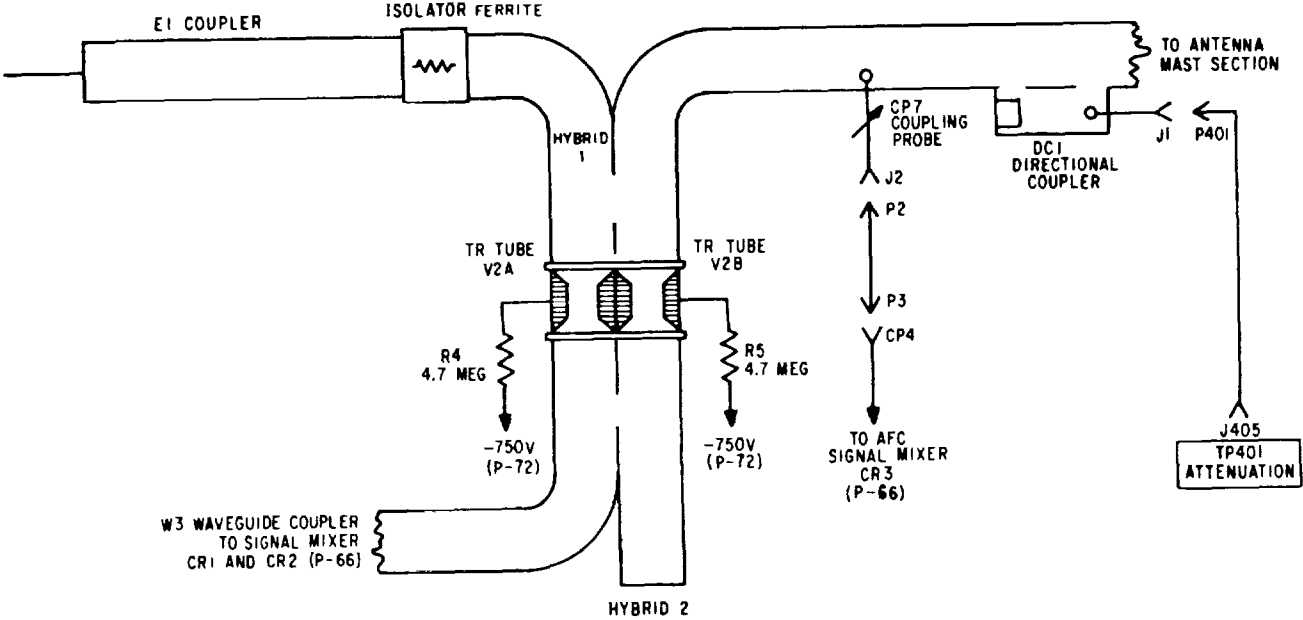 E1 COUPLER
ISOLATOR FERRITE
TO ANTENNA
MAST SECTION
HYBRID
1
CP7
COUPLING
PROBE
J1
P401
DC1
DIRECTIONAL
COUPLER
J2
P2
TR TUBE
V2A
TR TUBE
V2B
P3
CP4
R4
4.7 MEG
R5
4.7 MEG
-750V
(P-72)
-750V
(P-72)
TO AFC
SIGNAL MIXER
CR3
(P-66)
J405
TP401
ATTENUATION
W3 WAVEGUIDE COUPLER
TO SIGNAL MIXER
CR1 AND CR2 (P-66)
HYBRID 2